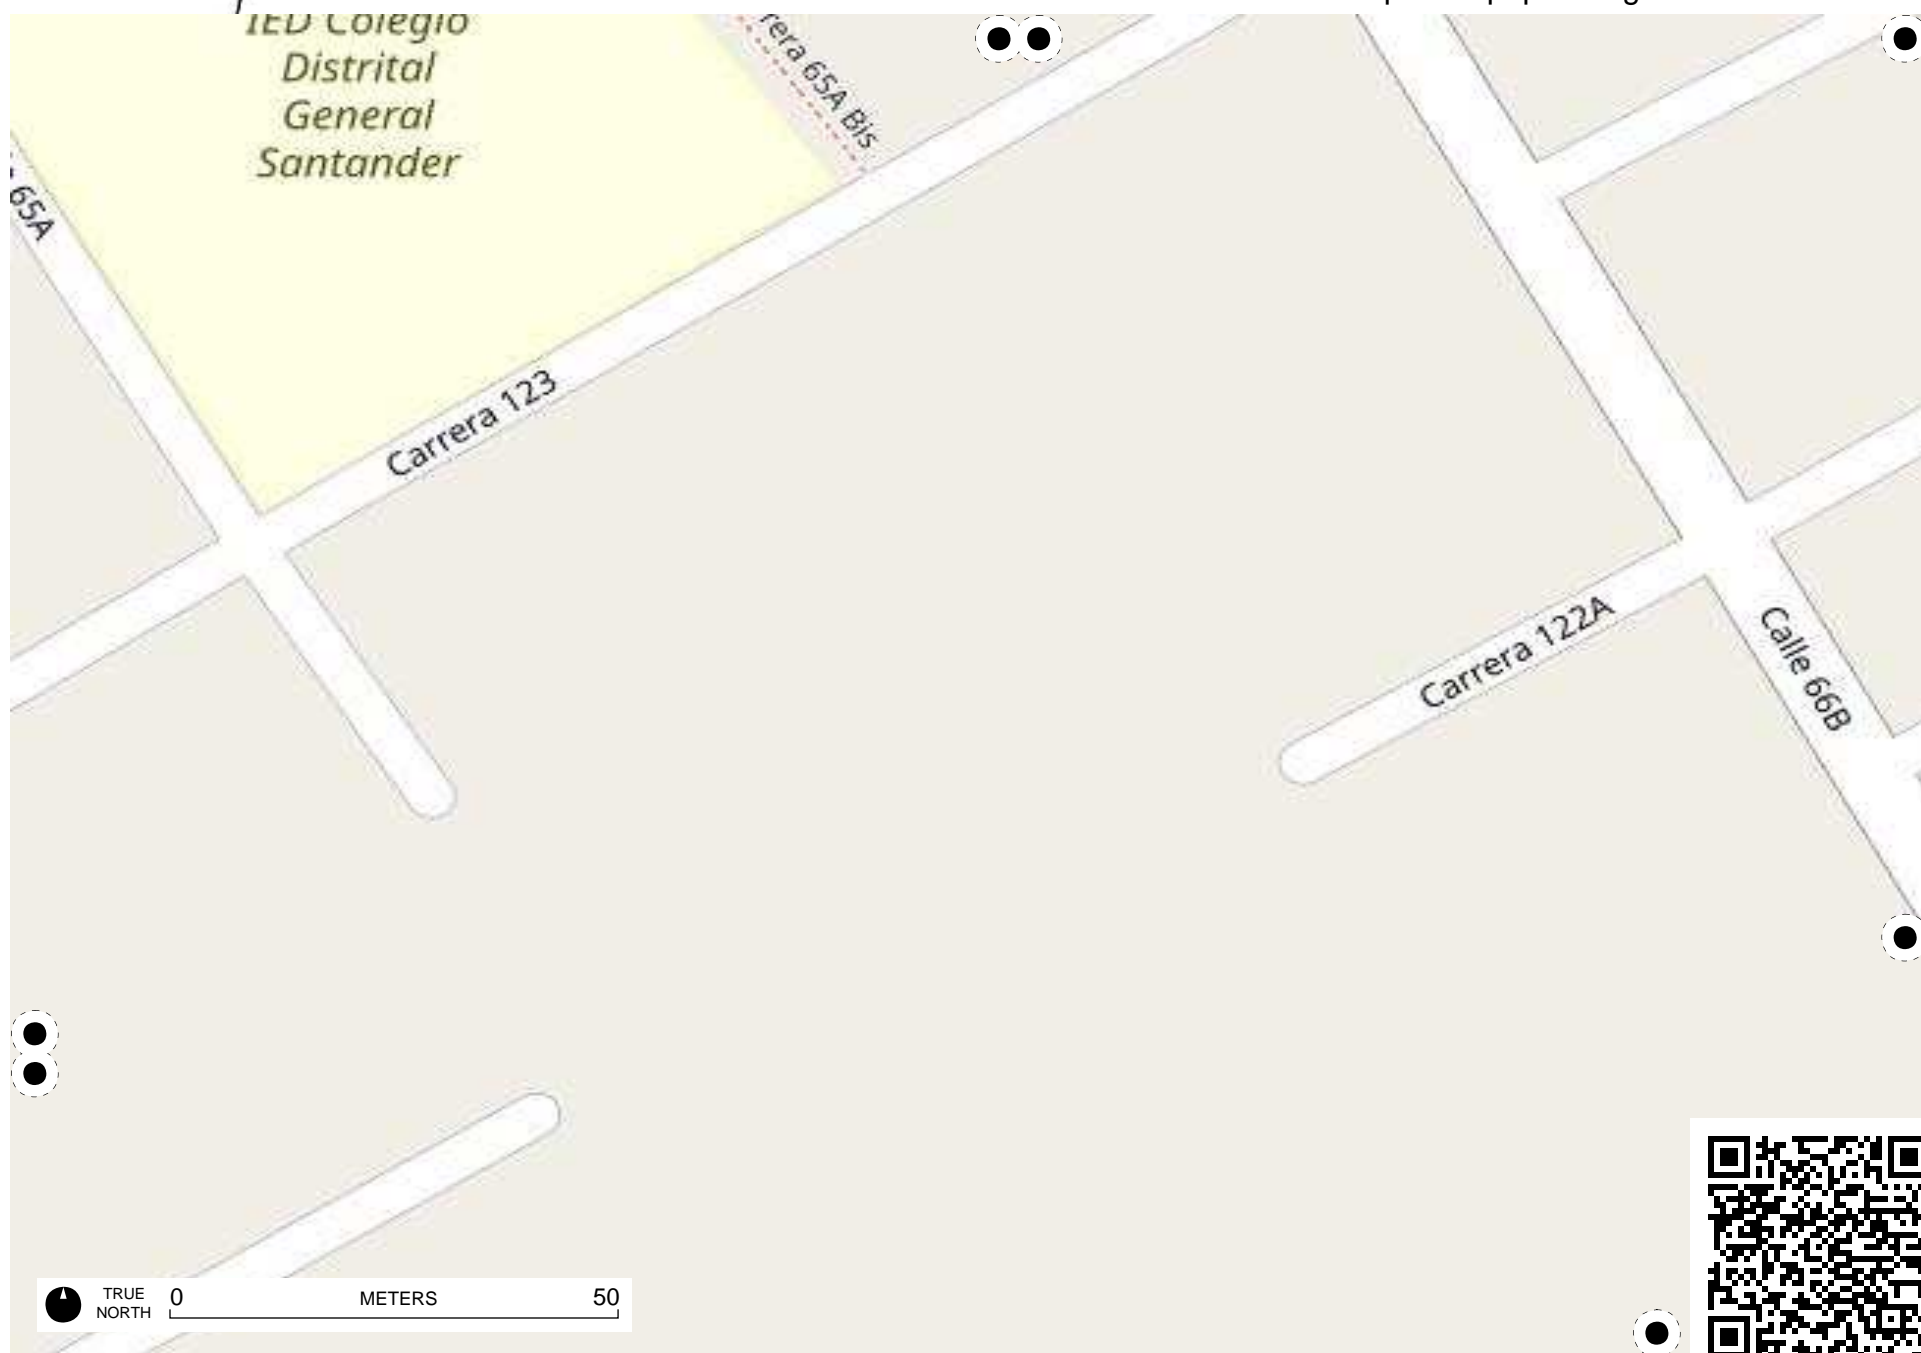 IED Colegio
Distrital
General
Santander
65A
65A Bis
Carrera 123
Carrera 122A
Calle 66B
TRUE
NORTH
0 METERS 50